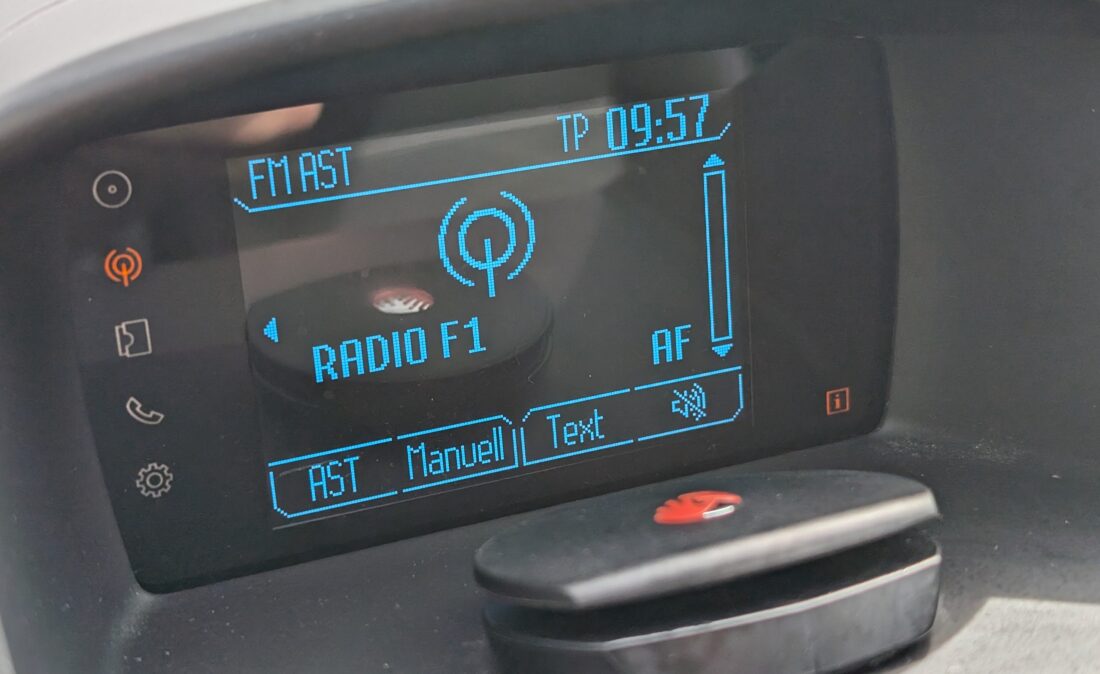 FM AST TP 09:57
RADIO F1 AF
AST Manuell Text
i